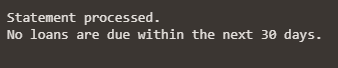 Statement processed.
No loans are due within the next 30 days.